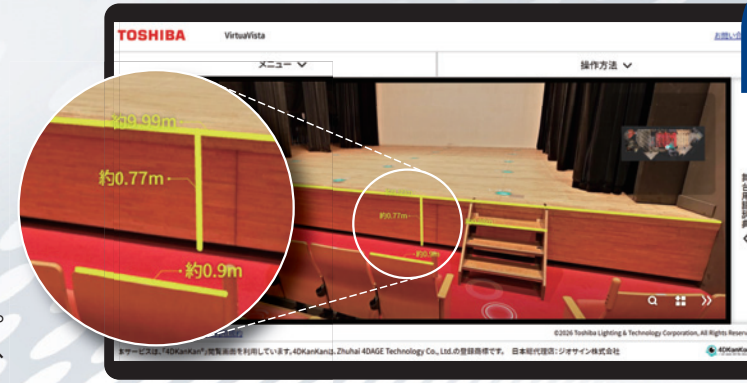 TOSHIBA
VirtuaVista
メニュー
操作方法
約9.99m
約0.77m
約0.9m
約0.77m
約0.9m
©2026 Toshiba Lighting & Technology Corporation, All Rights Reserv
本サービスは、「4DKanKan®」閲覧画面を利用しています。4DKanKanは、Zhuhai 4DAGE Technology Co., Ltd.の登録商標です。 日本総代理店：ジオサイン株式会社
4DKanKan